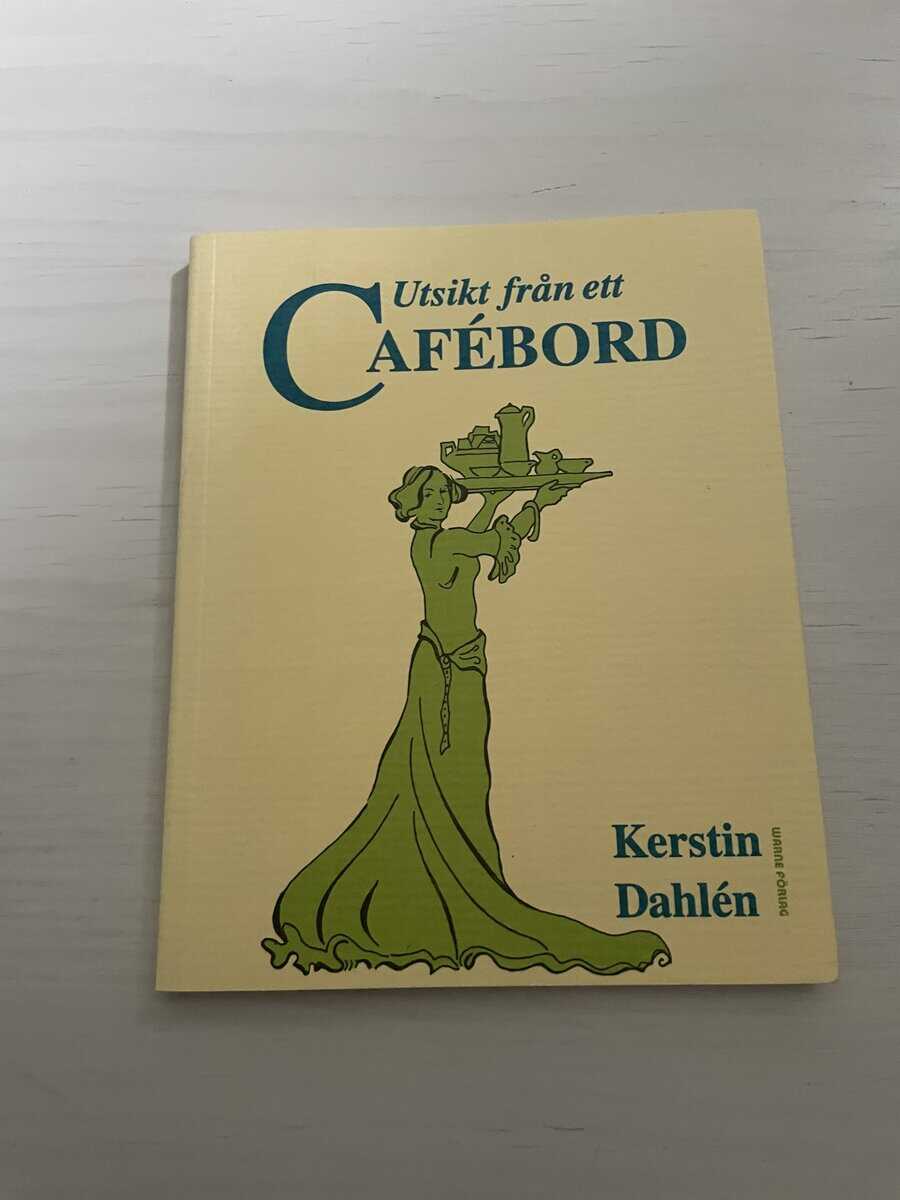 Utsikt från ett
CAFÉBORD
Kerstin
Dahlén
WARNE FÖRLAG